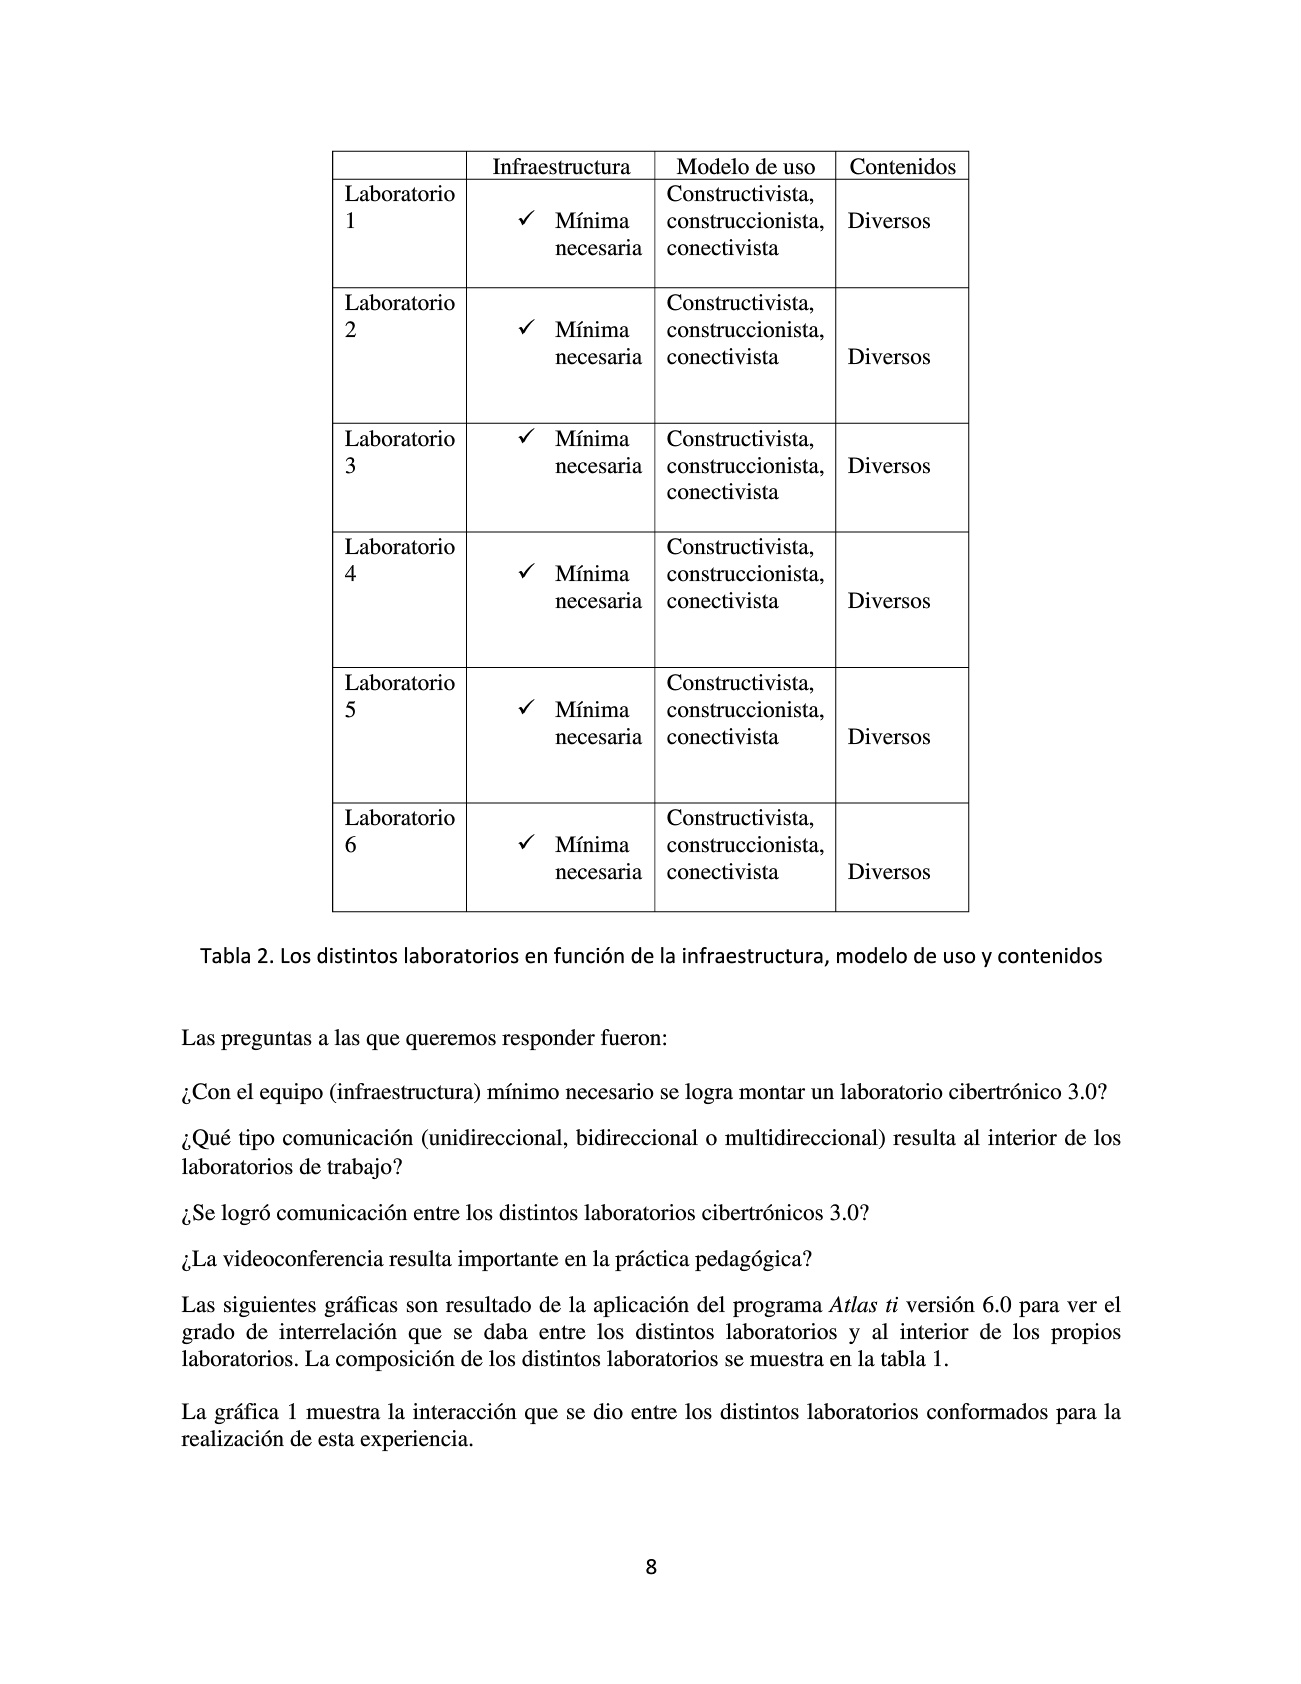 Infraestructura Modelo de uso Contenidos
Laboratorio 1 ✓ Mínima necesaria Constructivista, construccionista, conectivista Diversos
Laboratorio 2 ✓ Mínima necesaria Constructivista, construccionista, conectivista Diversos
Laboratorio 3 ✓ Mínima necesaria Constructivista, construccionista, conectivista Diversos
Laboratorio 4 ✓ Mínima necesaria Constructivista, construccionista, conectivista Diversos
Laboratorio 5 ✓ Mínima necesaria Constructivista, construccionista, conectivista Diversos
Laboratorio 6 ✓ Mínima necesaria Constructivista, construccionista, conectivista Diversos
Tabla 2. Los distintos laboratorios en función de la infraestructura, modelo de uso y contenidos
Las preguntas a las que queremos responder fueron:
¿Con el equipo (infraestructura) mínimo necesario se logra montar un laboratorio cibertrónico 3.0?
¿Qué tipo comunicación (unidireccional, bidireccional o multidireccional) resulta al interior de los
laboratorios de trabajo?
¿Se logró comunicación entre los distintos laboratorios cibertrónicos 3.0?
¿La videoconferencia resulta importante en la práctica pedagógica?
Las siguientes gráficas son resultado de la aplicación del programa Atlas ti versión 6.0 para ver el
grado de interrelación que se daba entre los distintos laboratorios y al interior de los propios
laboratorios. La composición de los distintos laboratorios se muestra en la tabla 1.
La gráfica 1 muestra la interacción que se dio entre los distintos laboratorios conformados para la
realización de esta experiencia.
8